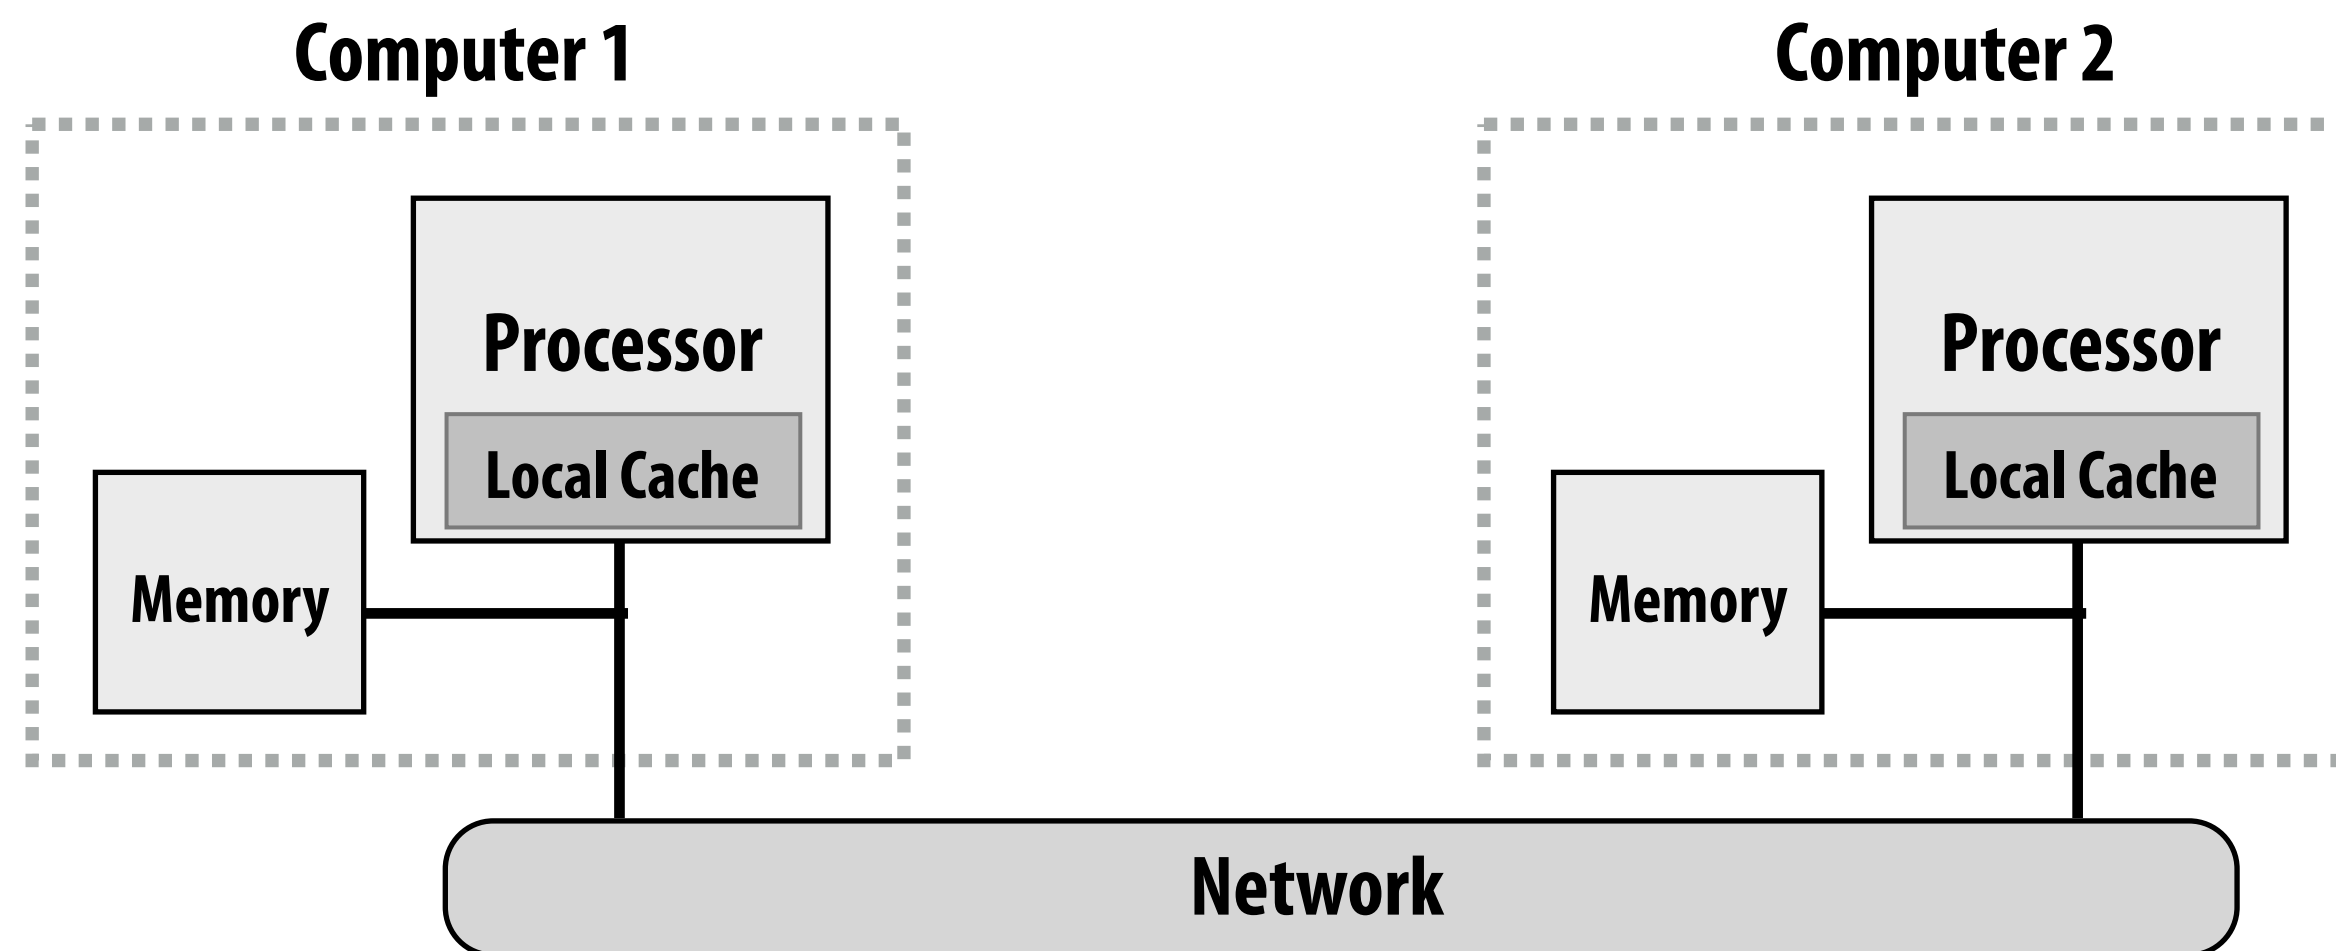 Computer 1
Computer 2
Processor
Local Cache
Memory
Processor
Local Cache
Memory
Network